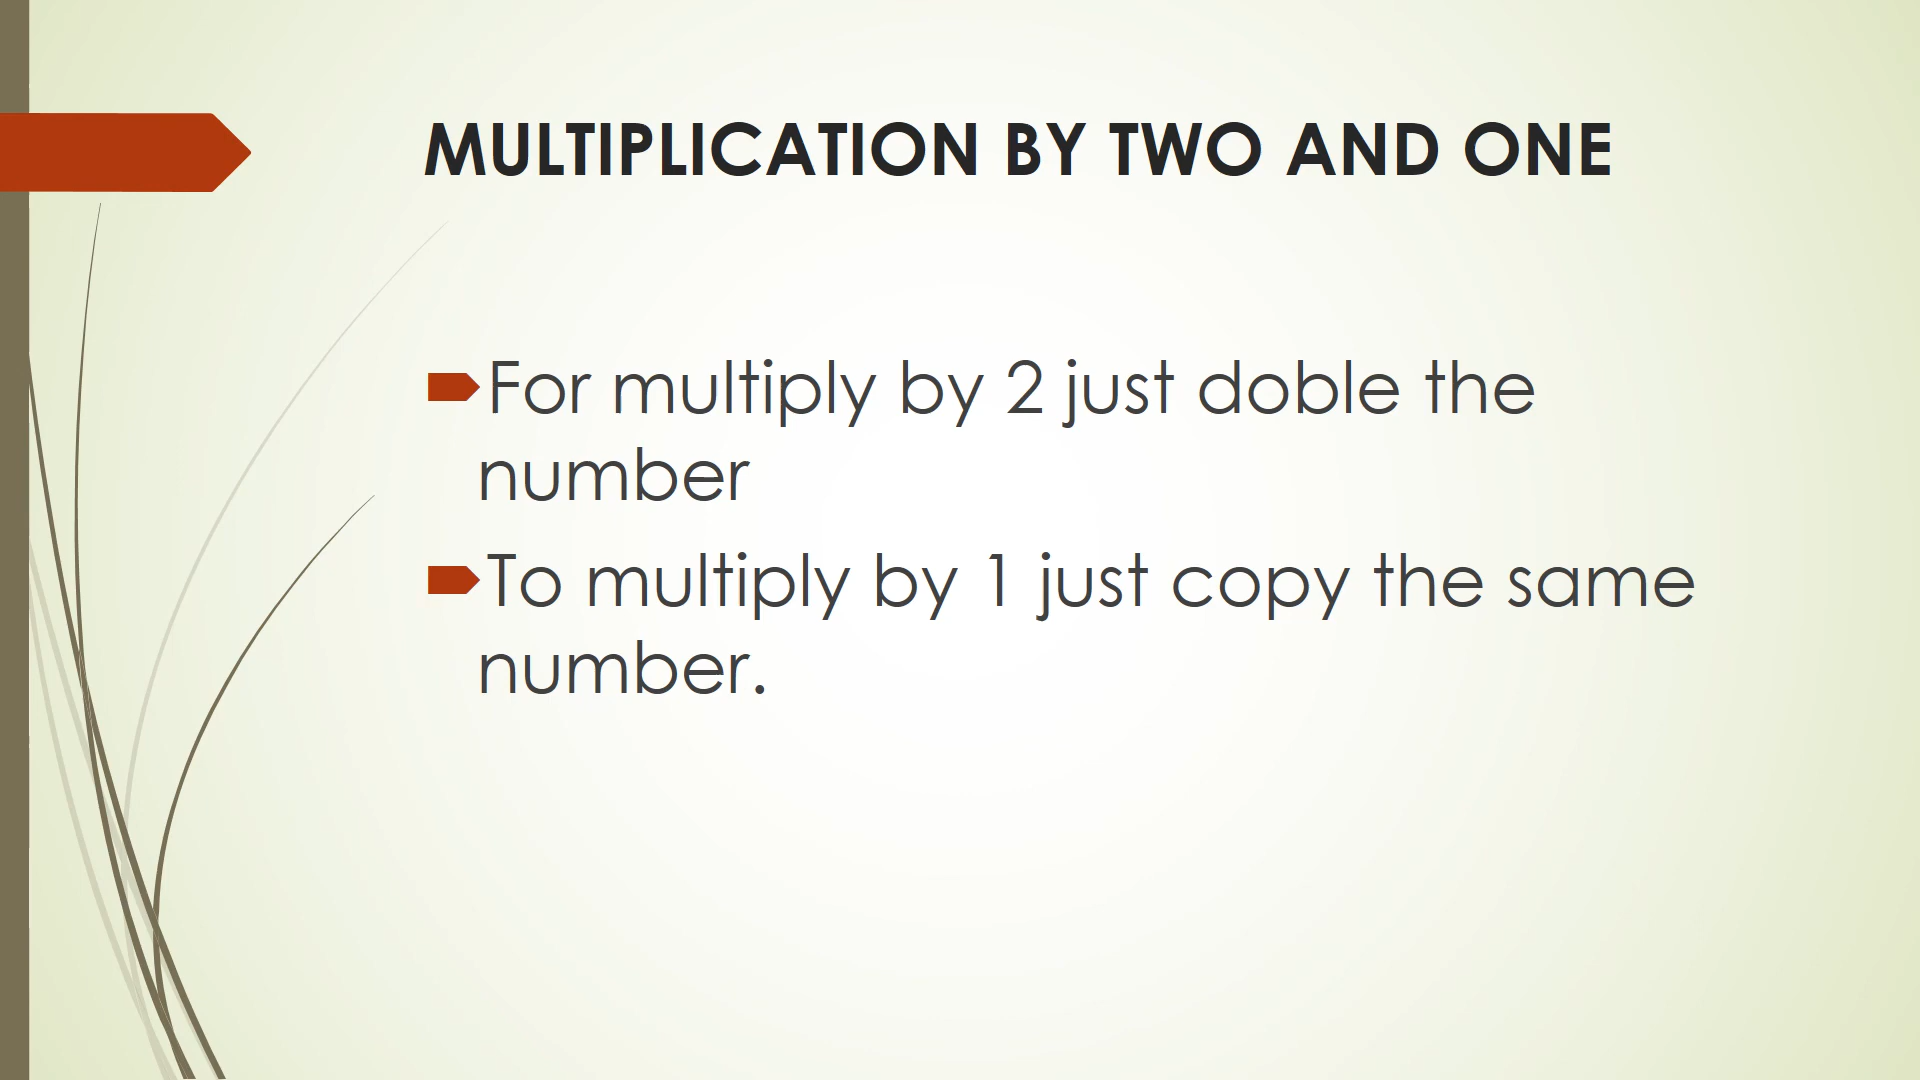 MULTIPLICATION BY TWO AND ONE
For multiply by 2 just doble the
number
To multiply by 1 just copy the same
number.